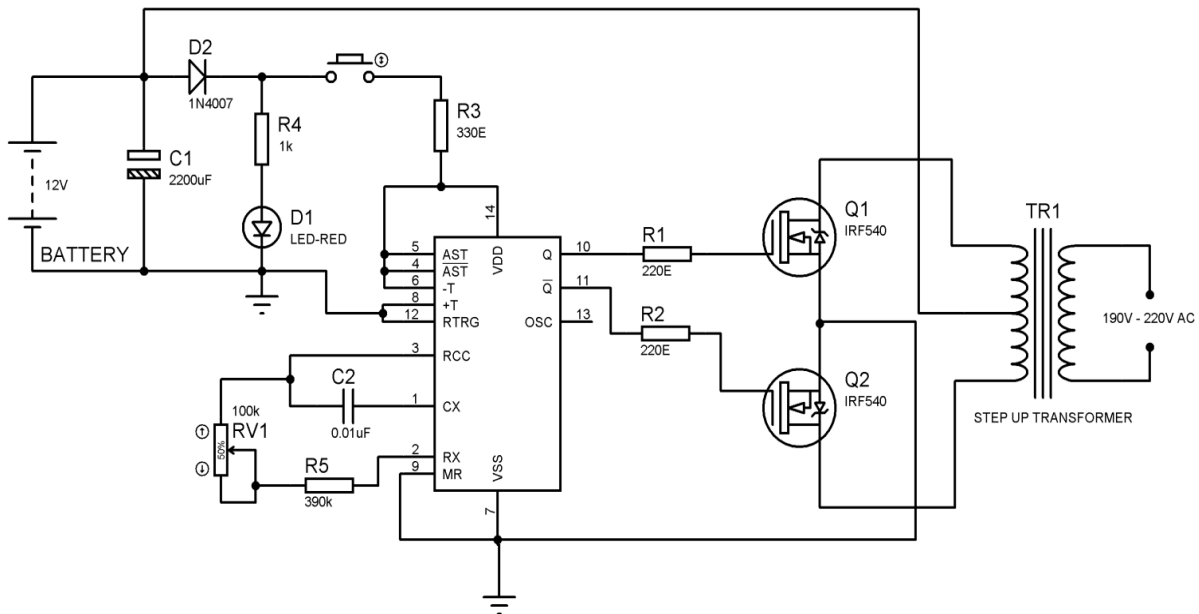 D2
1N4007
R3
330E
R4
1k
C1
2200uF
12V
D1
LED-RED
BATTERY
14
VDD
5 AST
4 AST
6 -T
8 +T
12 RTRG
3 RCC
1 CX
2 RX
9 MR
VSS
7
Q 10
Q 11
OSC 13
C2
0.01uF
100k
RV1
50%
R5
390k
R1
220E
R2
220E
Q1
IRF540
Q2
IRF540
TR1
190V - 220V AC
STEP UP TRANSFORMER